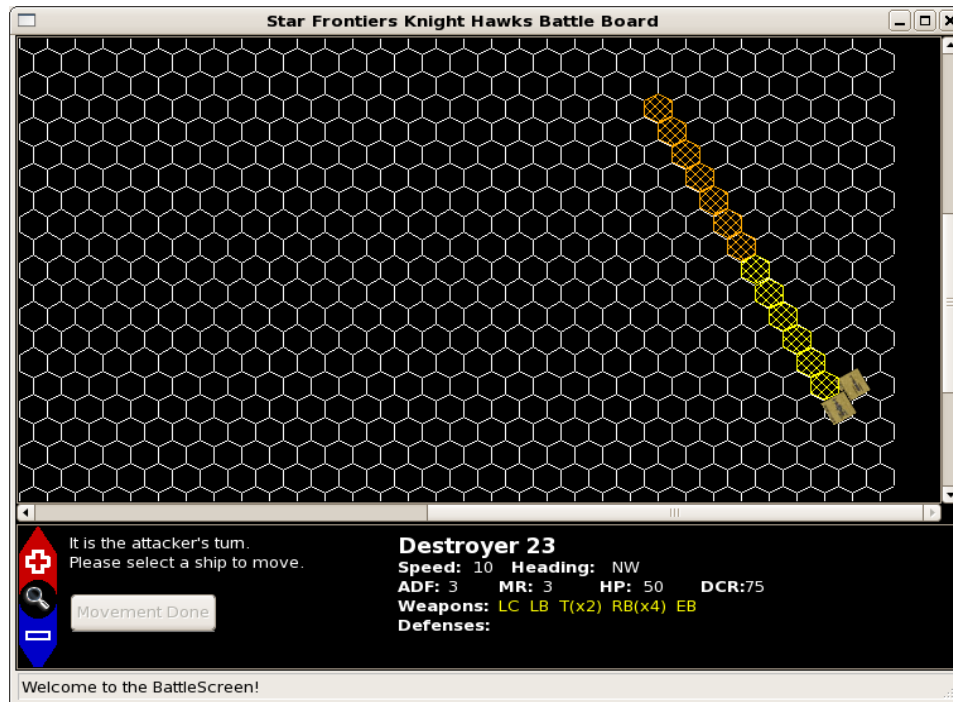 Star Frontiers Knight Hawks Battle Board
It is the attacker's turn.
Please select a ship to move.
Movement Done
Destroyer 23
Speed: 10 Heading: NW
ADF: 3 MR: 3 HP: 50 DCR:75
Weapons: LC LB T(x2) RB(x4) EB
Defenses:
Welcome to the BattleScreen!